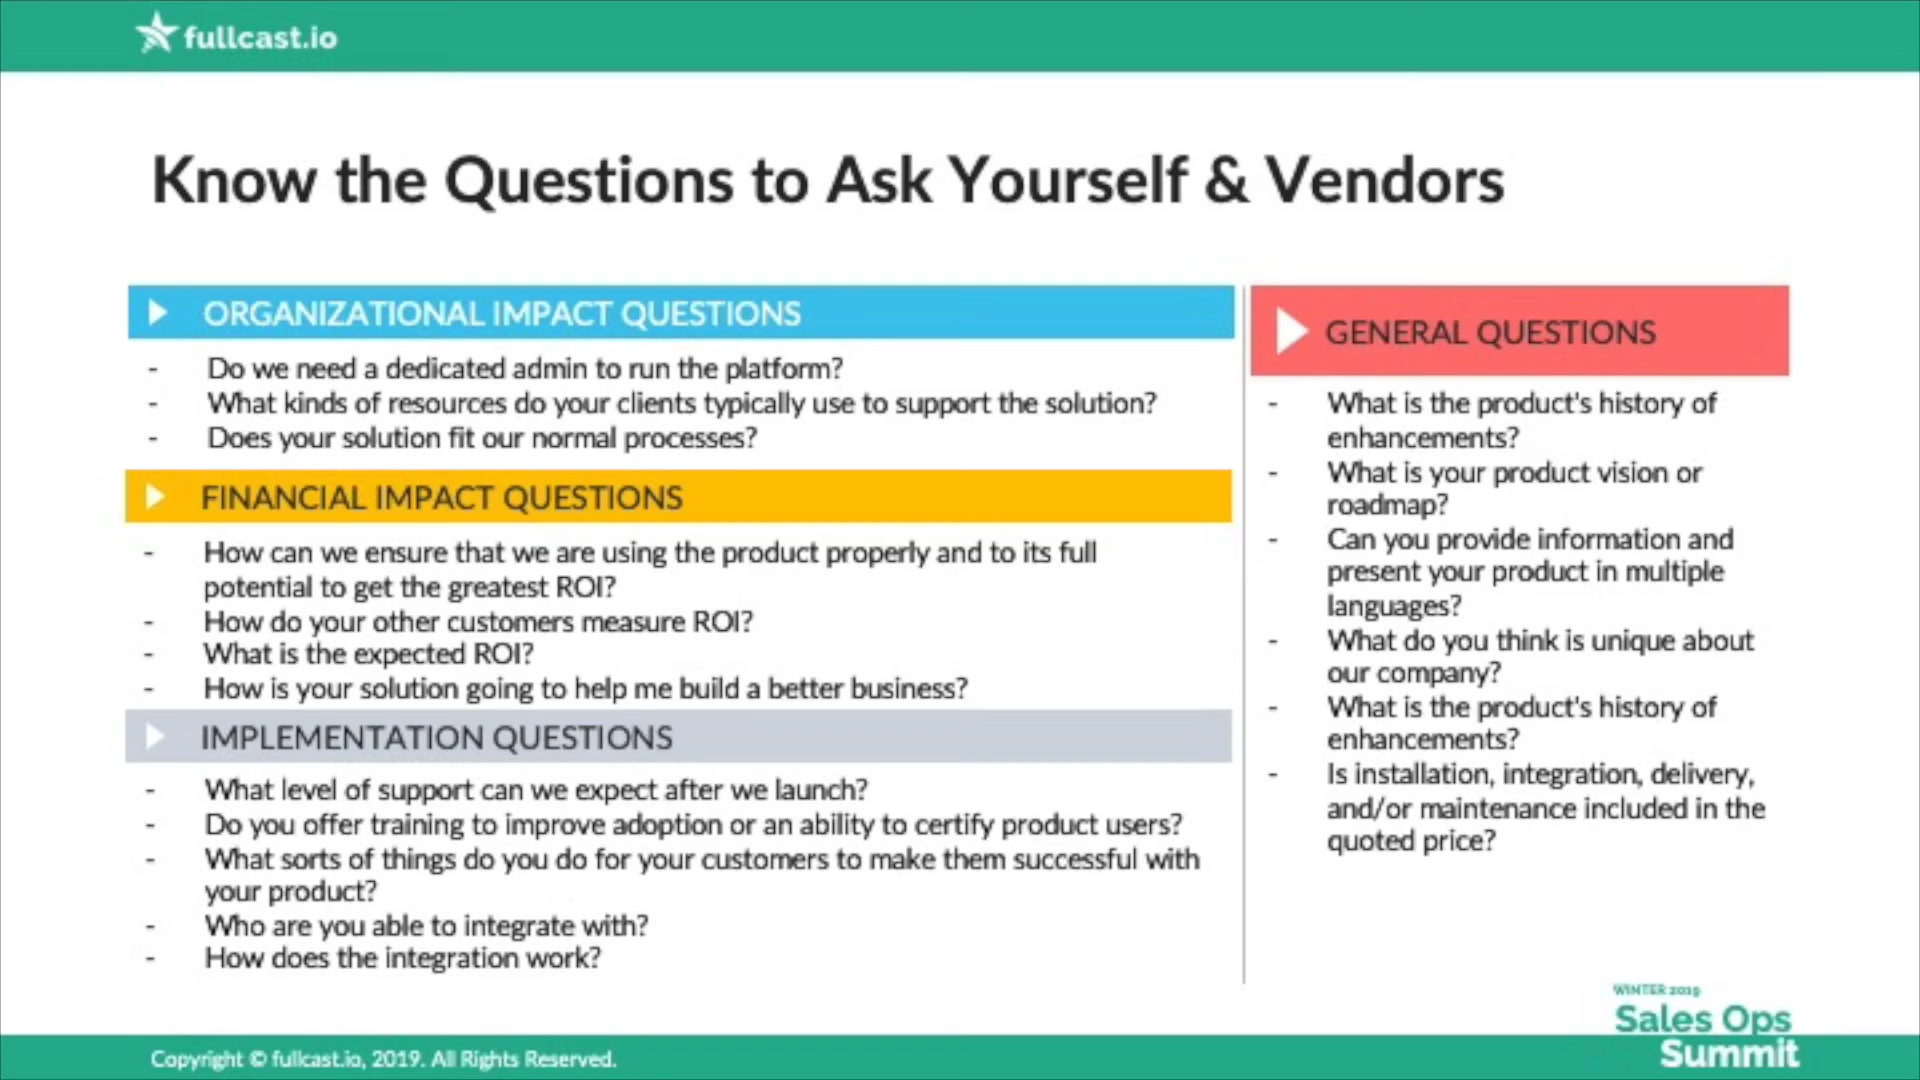 fullcast.io
Know the Questions to Ask Yourself & Vendors
ORGANIZATIONAL IMPACT QUESTIONS
- Do we need a dedicated admin to run the platform?
- What kinds of resources do your clients typically use to support the solution?
- Does your solution fit our normal processes?
FINANCIAL IMPACT QUESTIONS
- How can we ensure that we are using the product properly and to its full
potential to get the greatest ROI?
- How do your other customers measure ROI?
- What is the expected ROI?
- How is your solution going to help me build a better business?
IMPLEMENTATION QUESTIONS
- What level of support can we expect after we launch?
- Do you offer training to improve adoption or an ability to certify product users?
- What sorts of things do you do for your customers to make them successful with
your product?
- Who are you able to integrate with?
- How does the integration work?
GENERAL QUESTIONS
- What is the product's history of
enhancements?
- What is your product vision or
roadmap?
- Can you provide information and
present your product in multiple
languages?
- What do you think is unique about
our company?
- What is the product's history of
enhancements?
- Is installation, integration, delivery,
and/or maintenance included in the
quoted price?
WINTER 2019
Sales Ops
Summit
Copyright © fullcast.io, 2019. All Rights Reserved.